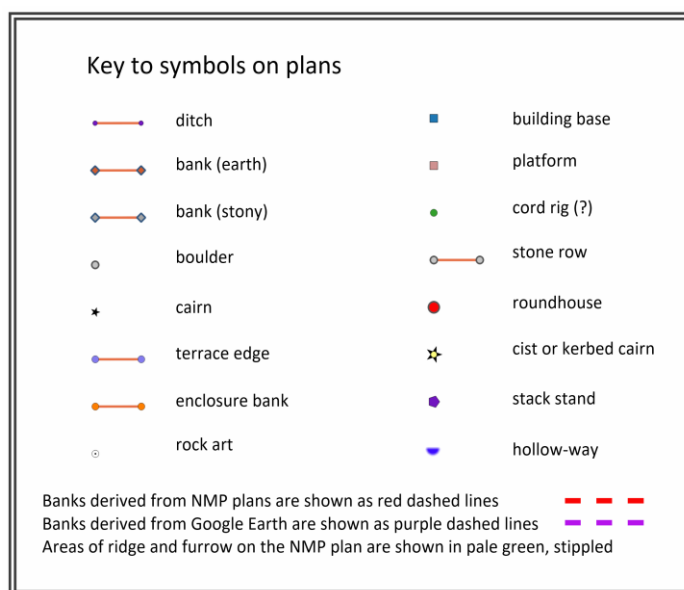 Key to symbols on plans
ditch
bank (earth)
bank (stony)
boulder
cairn
terrace edge
enclosure bank
rock art
building base
platform
cord rig (?)
stone row
roundhouse
cist or kerbed cairn
stack stand
hollow-way
Banks derived from NMP plans are shown as red dashed lines
Banks derived from Google Earth are shown as purple dashed lines
Areas of ridge and furrow on the NMP plan are shown in pale green, stippled